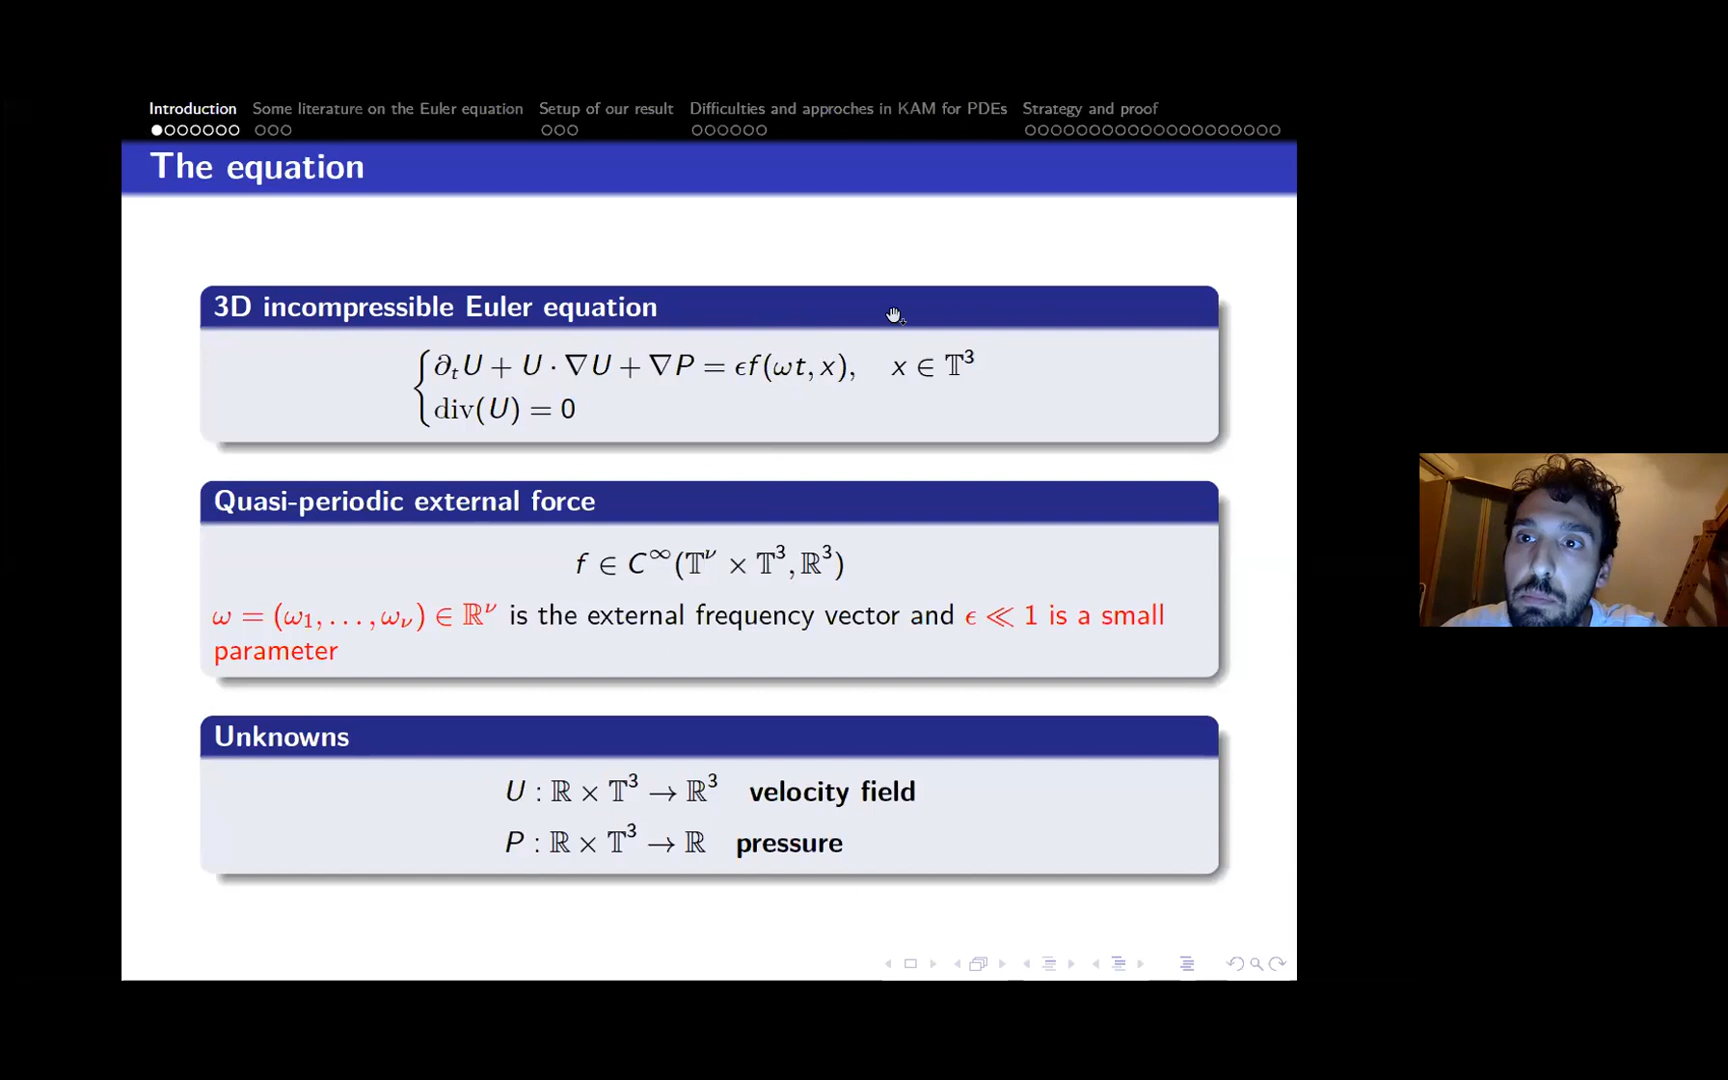 Introduction Some literature on the Euler equation Setup of our result Difficulties and approches in KAM for PDEs Strategy and proof
The equation
3D incompressible Euler equation
∂ₜU + U · ∇U + ∇P = ϵf(ωt, x), x ∈ 𝕋³
div(U) = 0
Quasi-periodic external force
f ∈ C^∞(𝕋^ν × 𝕋³, ℝ³)
ω = (ω₁, . . . , ω_ν) ∈ ℝ^ν is the external frequency vector and ϵ ≪ 1 is a small
parameter
Unknowns
U : ℝ × 𝕋³ → ℝ³ velocity field
P : ℝ × 𝕋³ → ℝ pressure